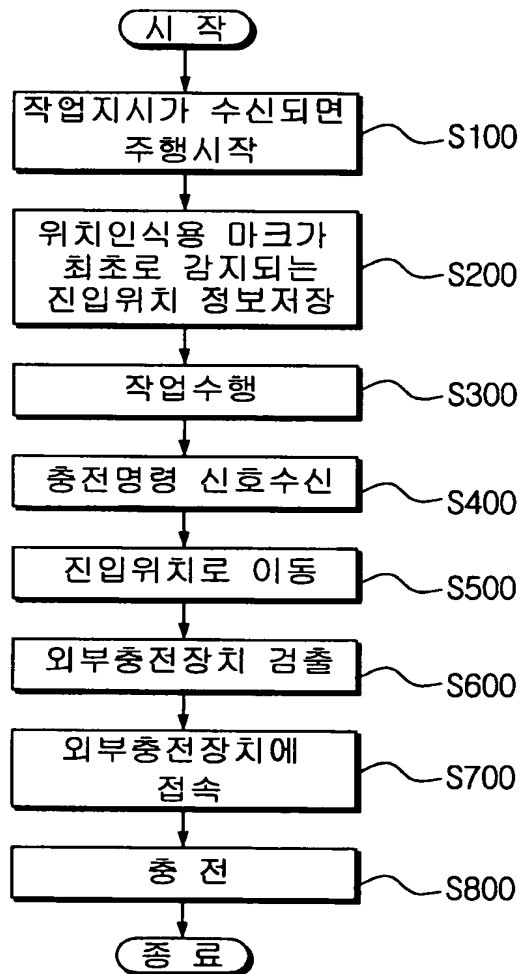 시 작
작업지시가 수신되면
주행시작
S100
위치인식용 마크가
최초로 감지되는
진입위치 정보저장
S200
작업수행
S300
충전명령 신호수신
S400
진입위치로 이동
S500
외부충전장치 검출
S600
외부충전장치에
접속
S700
충 전
S800
종 료